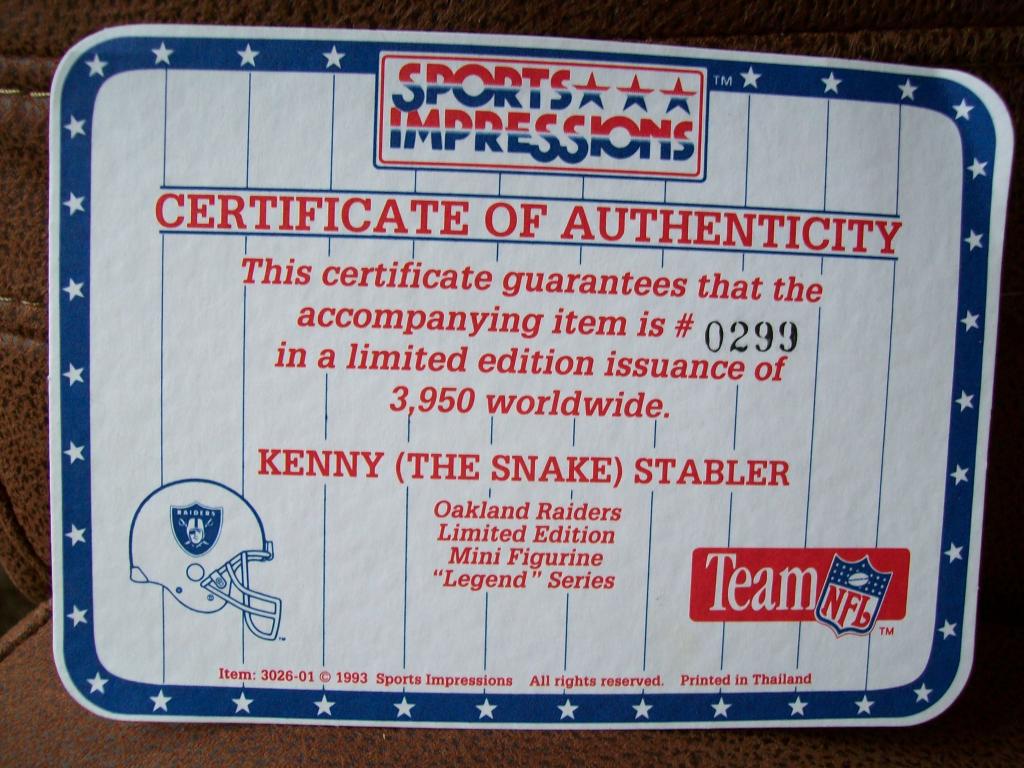 SPORTS
IMPRESSIONS
TM
CERTIFICATE OF AUTHENTICITY
This certificate guarantees that the
accompanying item is # 0299
in a limited edition issuance of
3,950 worldwide.
KENNY (THE SNAKE) STABLER
Oakland Raiders
Limited Edition
Mini Figurine
"Legend" Series
RAIDERS
TM
Team NFL
TM
Item: 3026-01 © 1993 Sports Impressions All rights reserved. Printed in Thailand